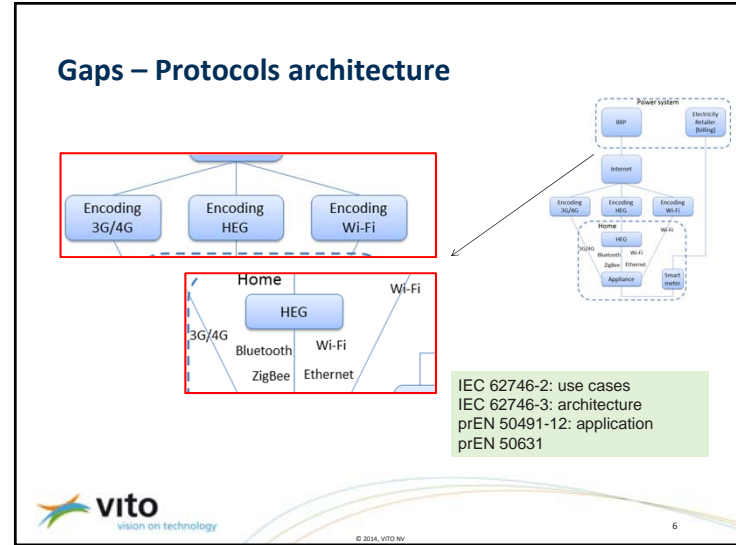 Gaps – Protocols architecture
Power system
BRP
Electricity
Retailer
(billing)
Internet
Encoding
3G/4G
Encoding
HEG
Encoding
Wi-Fi
Home
HEG
Wi-Fi
3G/4G
Bluetooth
Wi-Fi
ZigBee
Ethernet
Appliance
Smart
meter
Encoding
3G/4G
Encoding
HEG
Encoding
Wi-Fi
Home
Wi-Fi
HEG
3G/4G
Bluetooth
Wi-Fi
ZigBee
Ethernet
IEC 62746-2: use cases
IEC 62746-3: architecture
prEN 50491-12: application
prEN 50631
vito
vision on technology
© 2014, VITO NV
6